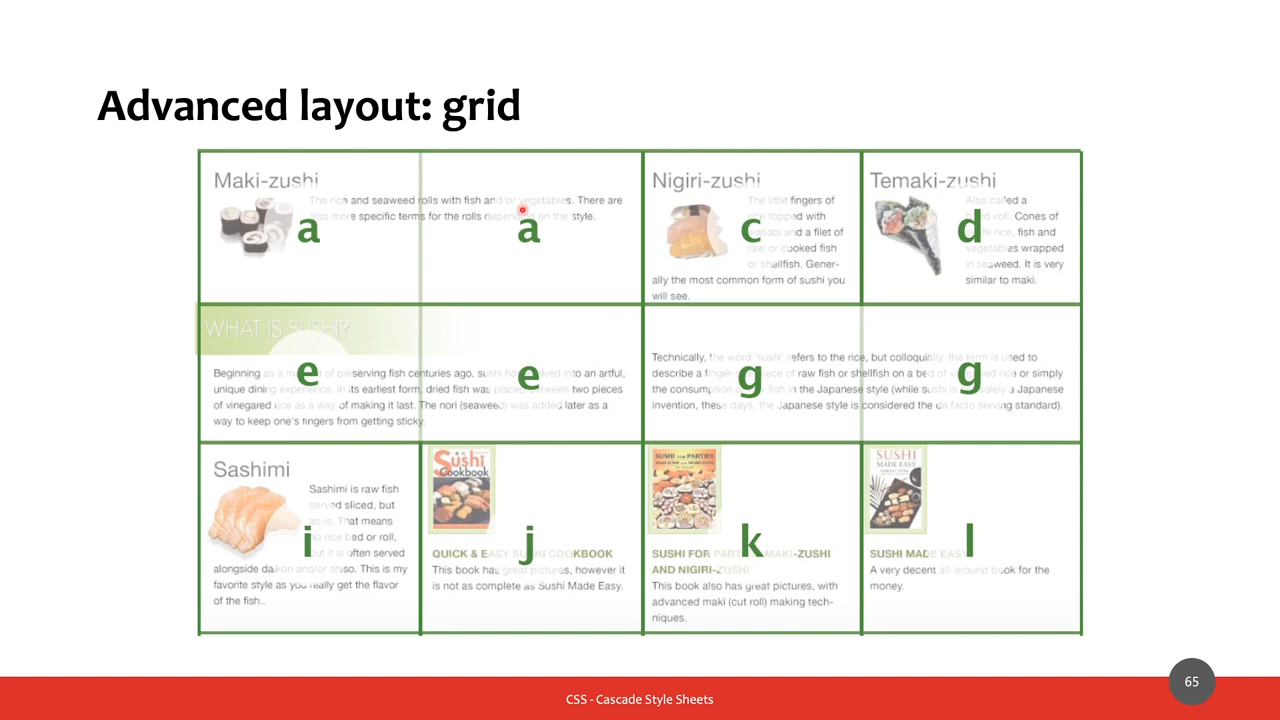 Advanced layout: grid
Maki-zushi
The rice and seaweed rolls with fish and/or vegetables. There are
also more specific terms for the rolls depending on the style.
a
a
Nigiri-zushi
The little fingers of
rice topped with
wasabi and a filet of
raw or cooked fish
or shellfish. Gener-
ally the most common form of sushi you
will see.
c
Temaki-zushi
Also called a
hand-roll. Cones of
sushi rice, fish and
vegetables wrapped
in seaweed. It is very
similar to maki.
d
WHAT IS SUSHI?
Beginning as a method of preserving fish centuries ago, sushi has evolved into an artful,
unique dining experience. In its earliest form, dried fish was placed between two pieces
of vinegared rice as a way of making it last. The nori (seaweed) was added later as a
way to keep one's fingers from getting sticky.
e
e
Technically, the word 'sushi' refers to the rice, but colloquially, the term is used to
describe a finger-size piece of raw fish or shellfish on a bed of vinegared rice or simply
the consumption of raw fish in the Japanese style (while sushi is not solely a Japanese
invention, these days, the Japanese style is considered the de facto serving standard).
g
g
Sashimi
Sashimi is raw fish
served sliced, but
as-is. That means
no rice bed or roll,
but it is often served
alongside daikon and/or shiso. This is my
favorite style as you really get the flavor
of the fish..
i
Sushi
Cookbook
QUICK & EASY SUSHI COOKBOOK
This book has great pictures, however it
is not as complete as Sushi Made Easy.
j
SUSHI FOR PARTIES
SUSHI FOR PARTIES: MAKI-ZUSHI
AND NIGIRI-ZUSHI
This book also has great pictures, with
advanced maki (cut roll) making tech-
niques.
k
SUSHI
MADE EASY
SUSHI MADE EASY
A very decent all-around book for the
money.
l
CSS - Cascade Style Sheets
65